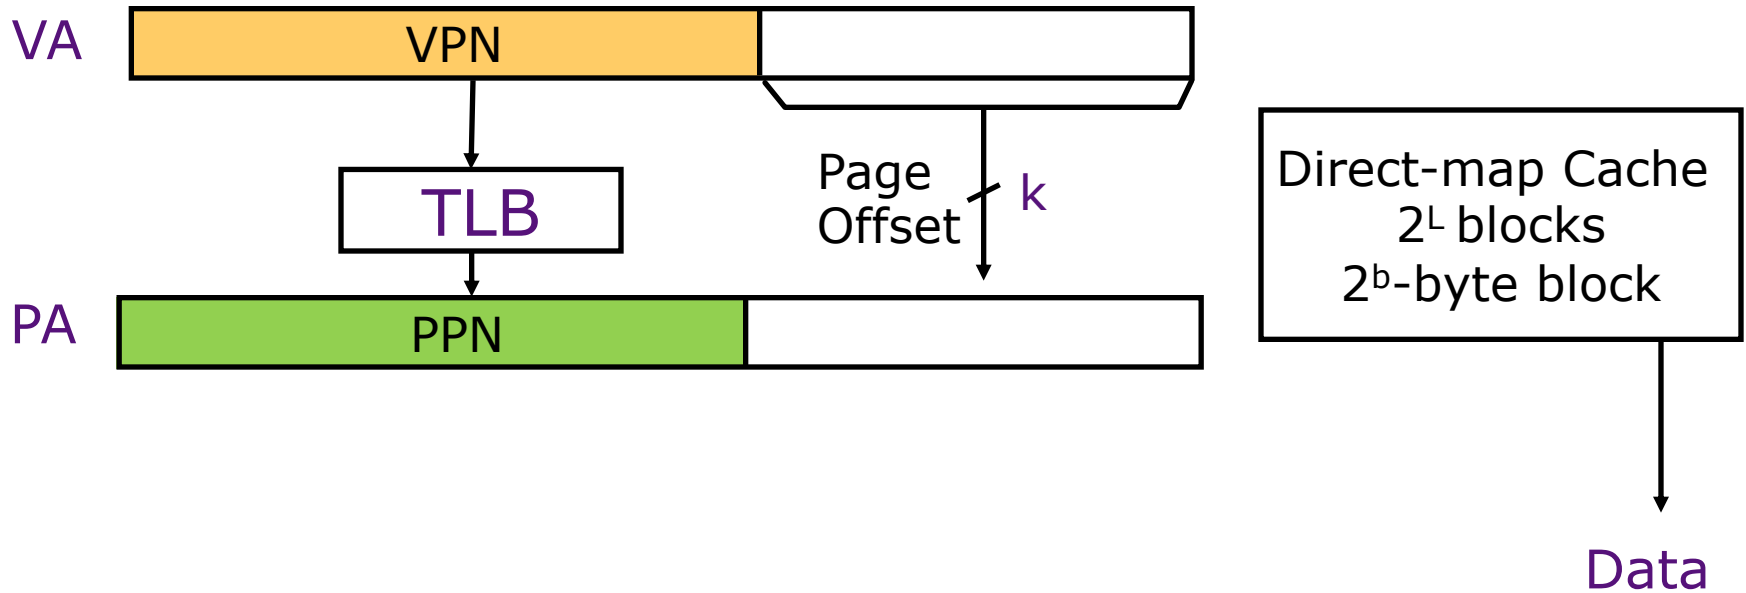 VA
VPN
TLB
Page
Offset
k
PA
PPN
Direct-map Cache
2ᴸ blocks
2ᵇ-byte block
Data